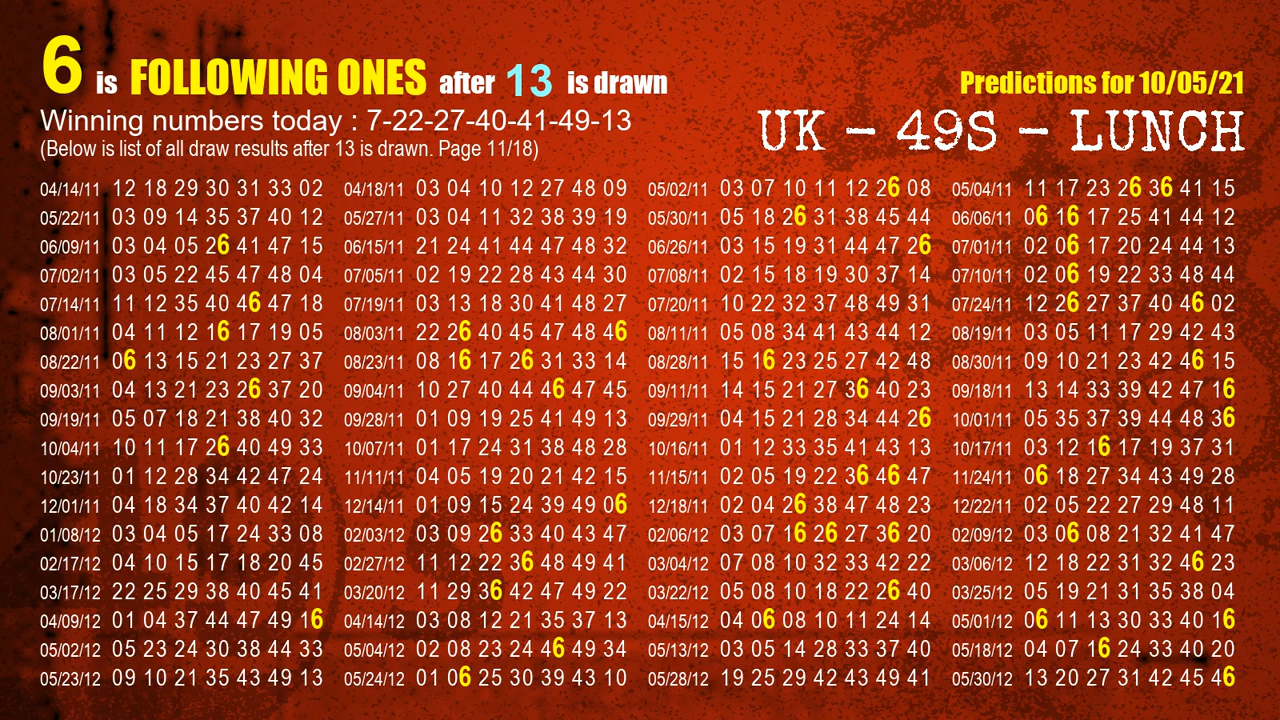 6 is FOLLOWING ONES after 13 is drawn
Predictions for 10/05/21
Winning numbers today : 7-22-27-40-41-49-13
UK - 49S - LUNCH
(Below is list of all draw results after 13 is drawn. Page 11/18)
04/14/11 12 18 29 30 31 33 02 04/18/11 03 04 10 12 27 48 09 05/02/11 03 07 10 11 12 26 08 05/04/11 11 17 23 26 36 41 15
05/22/11 03 09 14 35 37 40 12 05/27/11 03 04 11 32 38 39 19 05/30/11 05 18 26 31 38 45 44 06/06/11 06 16 17 25 41 44 12
06/09/11 03 04 05 26 41 47 15 06/15/11 21 24 41 44 47 48 32 06/26/11 03 15 19 31 44 47 26 07/01/11 02 06 17 20 24 44 13
07/02/11 03 05 22 45 47 48 04 07/05/11 02 19 22 28 43 44 30 07/08/11 02 15 18 19 30 37 14 07/10/11 02 06 19 22 33 48 44
07/14/11 11 12 35 40 46 47 18 07/19/11 03 13 18 30 41 48 27 07/20/11 10 22 32 37 48 49 31 07/24/11 12 26 27 37 40 46 02
08/01/11 04 11 12 16 17 19 05 08/03/11 22 26 40 45 47 48 46 08/11/11 05 08 34 41 43 44 12 08/19/11 03 05 11 17 29 42 43
08/22/11 06 13 15 21 23 27 37 08/23/11 08 16 17 26 31 33 14 08/28/11 15 16 23 25 27 42 48 08/30/11 09 10 21 23 42 46 15
09/03/11 04 13 21 23 26 37 20 09/04/11 10 27 40 44 46 47 45 09/11/11 14 15 21 27 36 40 23 09/18/11 13 14 33 39 42 47 16
09/19/11 05 07 18 21 38 40 32 09/28/11 01 09 19 25 41 49 13 09/29/11 04 15 21 28 34 44 26 10/01/11 05 35 37 39 44 48 36
10/04/11 10 11 17 26 40 49 33 10/07/11 01 17 24 31 38 48 28 10/16/11 01 12 33 35 41 43 13 10/17/11 03 12 16 17 19 37 31
10/23/11 01 12 28 34 42 47 24 11/11/11 04 05 19 20 21 42 15 11/15/11 02 05 19 22 36 46 47 11/24/11 06 18 27 34 43 49 28
12/01/11 04 18 34 37 40 42 14 12/14/11 01 09 15 24 39 49 06 12/18/11 02 04 26 38 47 48 23 12/22/11 02 05 22 27 29 48 11
01/08/12 03 04 05 17 24 33 08 02/03/12 03 09 26 33 40 43 47 02/06/12 03 07 16 26 27 36 20 02/09/12 03 06 08 21 32 41 47
02/17/12 04 10 15 17 18 20 45 02/27/12 11 12 22 36 48 49 41 03/04/12 07 08 10 32 33 42 22 03/06/12 12 18 22 31 32 46 23
03/17/12 22 25 29 38 40 45 41 03/20/12 11 29 36 42 47 49 22 03/22/12 05 08 10 18 22 26 40 03/25/12 05 19 21 31 35 38 04
04/09/12 01 04 37 44 47 49 16 04/14/12 03 08 12 21 35 37 13 04/15/12 04 06 08 10 11 24 14 05/01/12 06 11 13 30 33 40 16
05/02/12 05 23 24 30 38 44 33 05/04/12 02 08 23 24 46 49 34 05/13/12 03 05 14 28 33 37 40 05/18/12 04 07 16 24 33 40 20
05/23/12 09 10 21 35 43 49 13 05/24/12 01 06 25 30 39 43 10 05/28/12 19 25 29 42 43 49 41 05/30/12 13 20 27 31 42 45 46